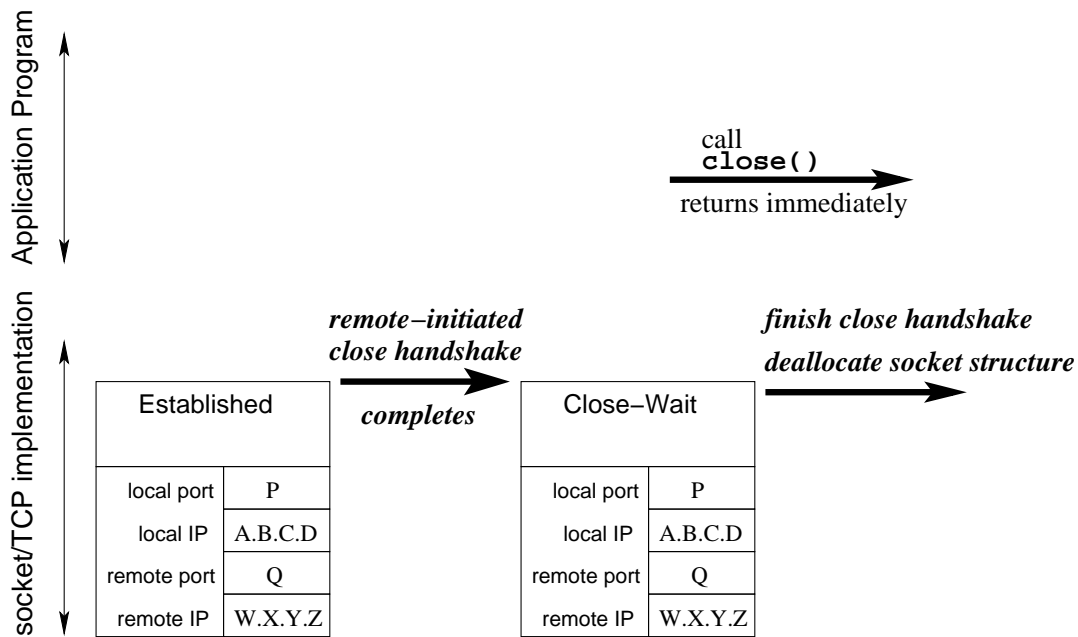 Application Program
call
close()
returns immediately
socket/TCP implementation
remote−initiated
close handshake
completes
finish close handshake
deallocate socket structure
Established
local port P
local IP A.B.C.D
remote port Q
remote IP W.X.Y.Z
Close−Wait
local port P
local IP A.B.C.D
remote port Q
remote IP W.X.Y.Z